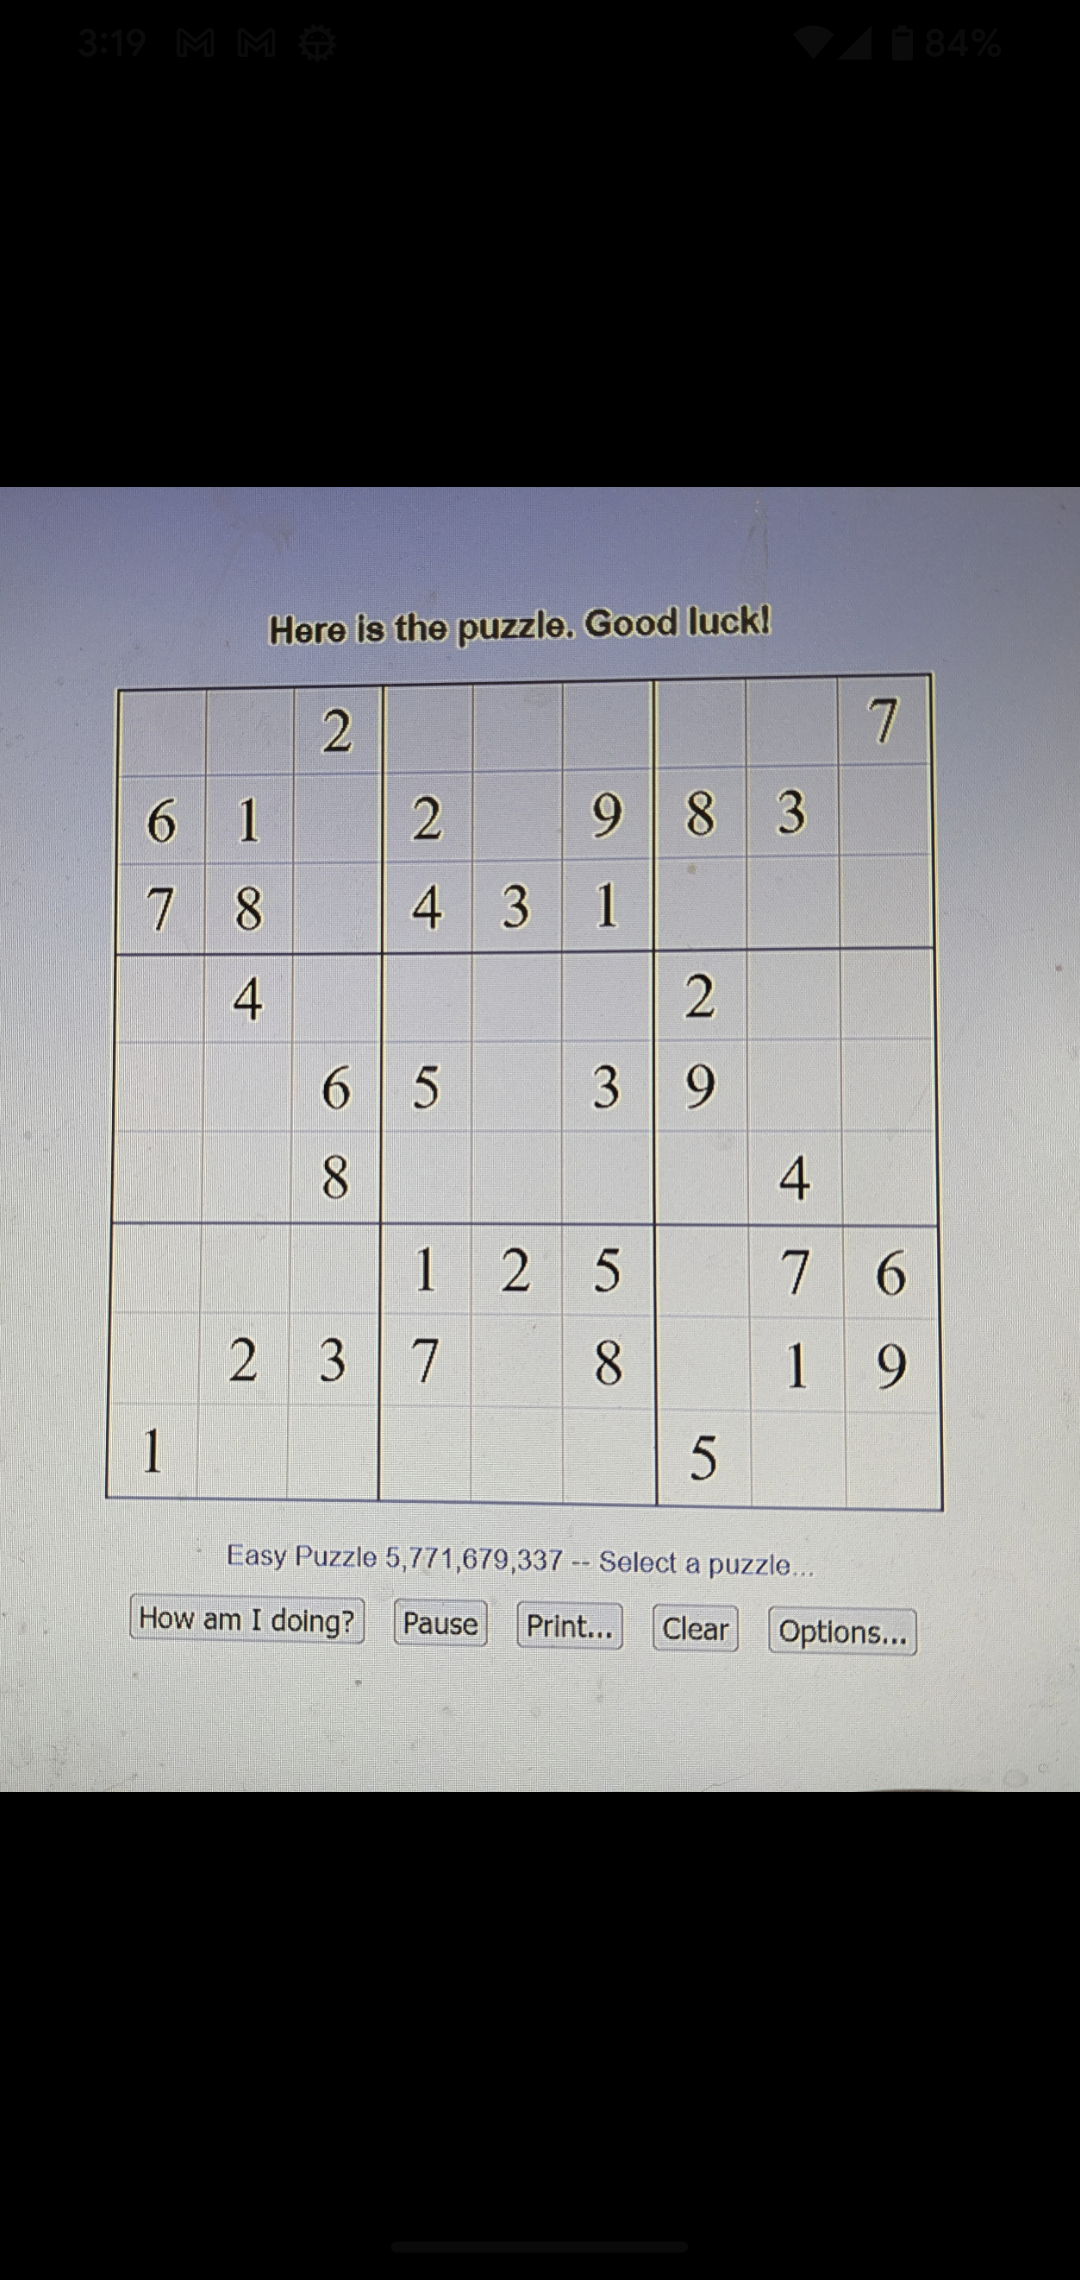 3:19 84%
Here is the puzzle. Good luck!
2 7
6 1 2 9 8 3
7 8 4 3 1
4 2
6 5 3 9
8 4
1 2 5 7 6
2 3 7 8 1 9
1 5
Easy Puzzle 5,771,679,337 -- Select a puzzle...
How am I doing? Pause Print... Clear Options...